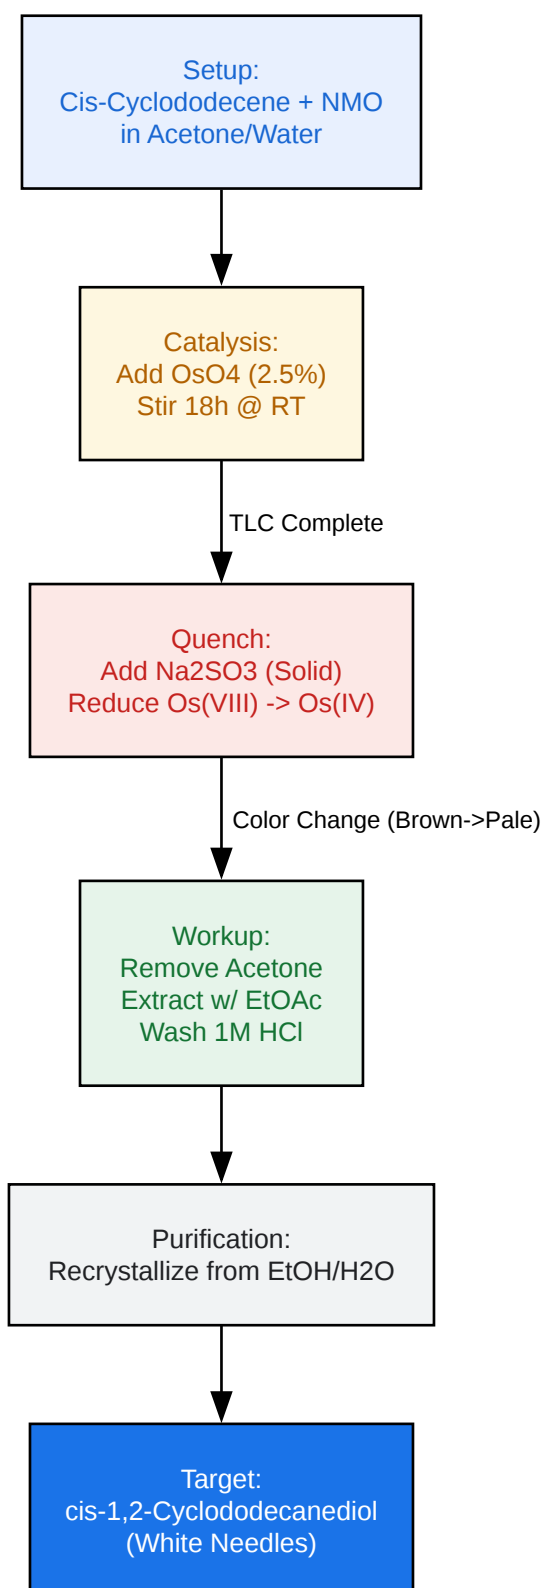 Setup:
Cis-Cyclododecene + NMO
in Acetone/Water
Catalysis:
Add OsO4 (2.5%)
Stir 18h @ RT
TLC Complete
Quench:
Add Na2SO3 (Solid)
Reduce Os(VIII) -> Os(IV)
Color Change (Brown->Pale)
Workup:
Remove Acetone
Extract w/ EtOAc
Wash 1M HCl
Purification:
Recrystallize from EtOH/H2O
Target:
cis-1,2-Cyclododecanediol
(White Needles)